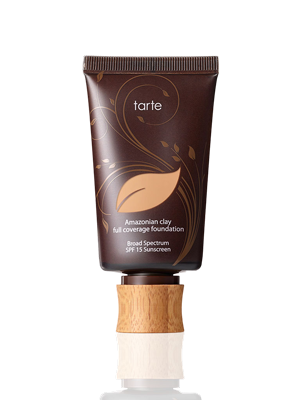 tarte
Amazonian clay
full coverage foundation
Broad Spectrum
SPF 15 Sunscreen